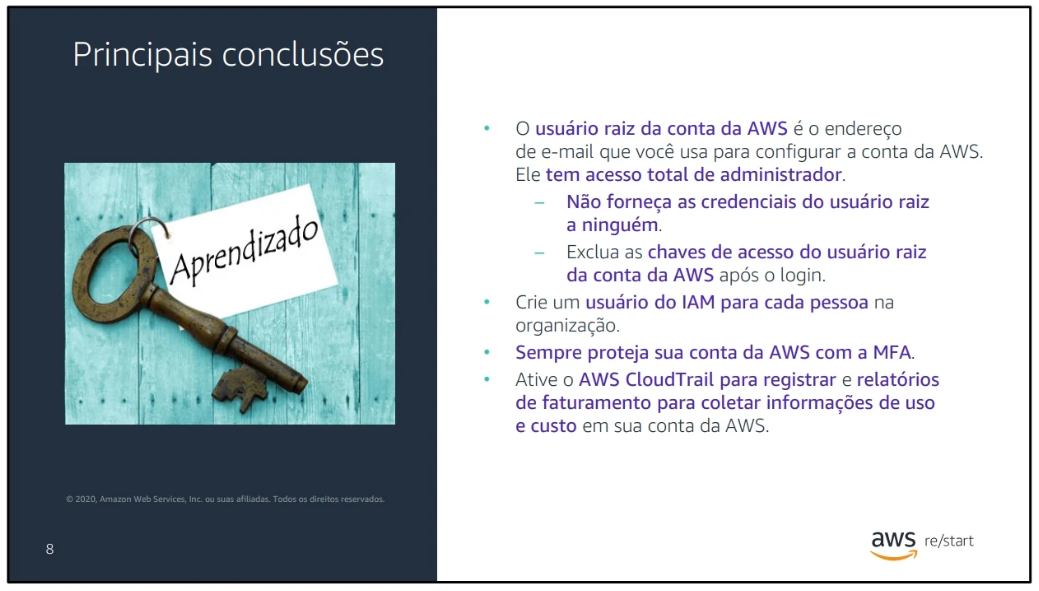 Principais conclusões
Aprendizado
© 2020, Amazon Web Services, Inc. ou suas afiliadas. Todos os direitos reservados.
8
• O usuário raiz da conta da AWS é o endereço
de e-mail que você usa para configurar a conta da AWS.
Ele tem acesso total de administrador.
– Não forneça as credenciais do usuário raiz
a ninguém.
– Exclua as chaves de acesso do usuário raiz
da conta da AWS após o login.
• Crie um usuário do IAM para cada pessoa na
organização.
• Sempre proteja sua conta da AWS com a MFA.
• Ative o AWS CloudTrail para registrar e relatórios
de faturamento para coletar informações de uso
e custo em sua conta da AWS.
aws re/start